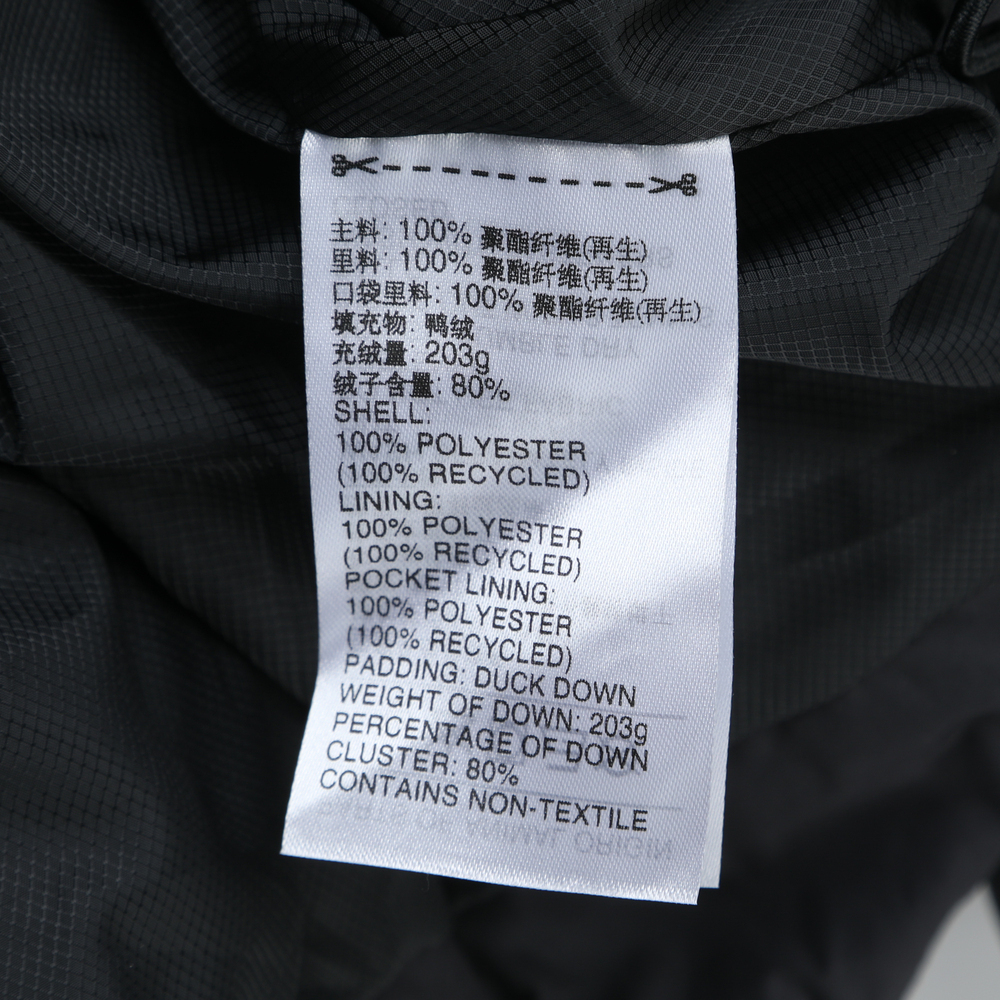 主料: 100% 聚酯纤维(再生)
里料: 100% 聚酯纤维(再生)
口袋里料: 100% 聚酯纤维(再生)
填充物: 鸭绒
充绒量: 203g
绒子含量: 80%
SHELL:
100% POLYESTER
(100% RECYCLED)
LINING:
100% POLYESTER
(100% RECYCLED)
POCKET LINING:
100% POLYESTER
(100% RECYCLED)
PADDING: DUCK DOWN
WEIGHT OF DOWN: 203g
PERCENTAGE OF DOWN
CLUSTER: 80%
CONTAINS NON-TEXTILE